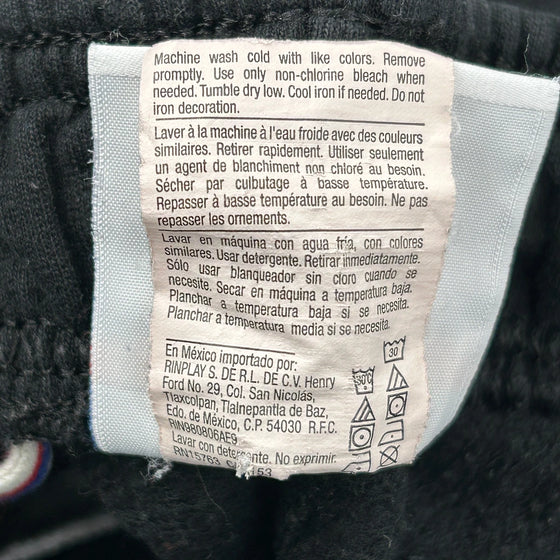 Machine wash cold with like colors. Remove
promptly. Use only non-chlorine bleach when
needed. Tumble dry low. Cool iron if needed. Do not
iron decoration.
Laver à la machine à l'eau froide avec des couleurs
similaires. Retirer rapidement. Utiliser seulement
un agent de blanchiment non chloré au besoin.
Sécher par culbutage à basse température.
Repasser à basse température au besoin. Ne pas
repasser les ornements.
Lavar en máquina con agua fría, con colores
similares. Usar detergente. Retirar inmediatamente.
Sólo usar blanqueador sin cloro cuando se
necesite. Secar en máquina a temperatura baja.
Planchar a temperatura baja si se necesita.
Planchar a temperatura media si se necesita.
30
30°C
En México importado por:
RINPLAY S. DE R.L. DE C.V. Henry
Ford No. 29, Col. San Nicolás,
Tlaxcolpan, Tlalnepantla de Baz,
Edo. de México, C.P. 54030 R.F.C.
RIN980806AE9
Lavar con detergente. No exprimir.
RN15763